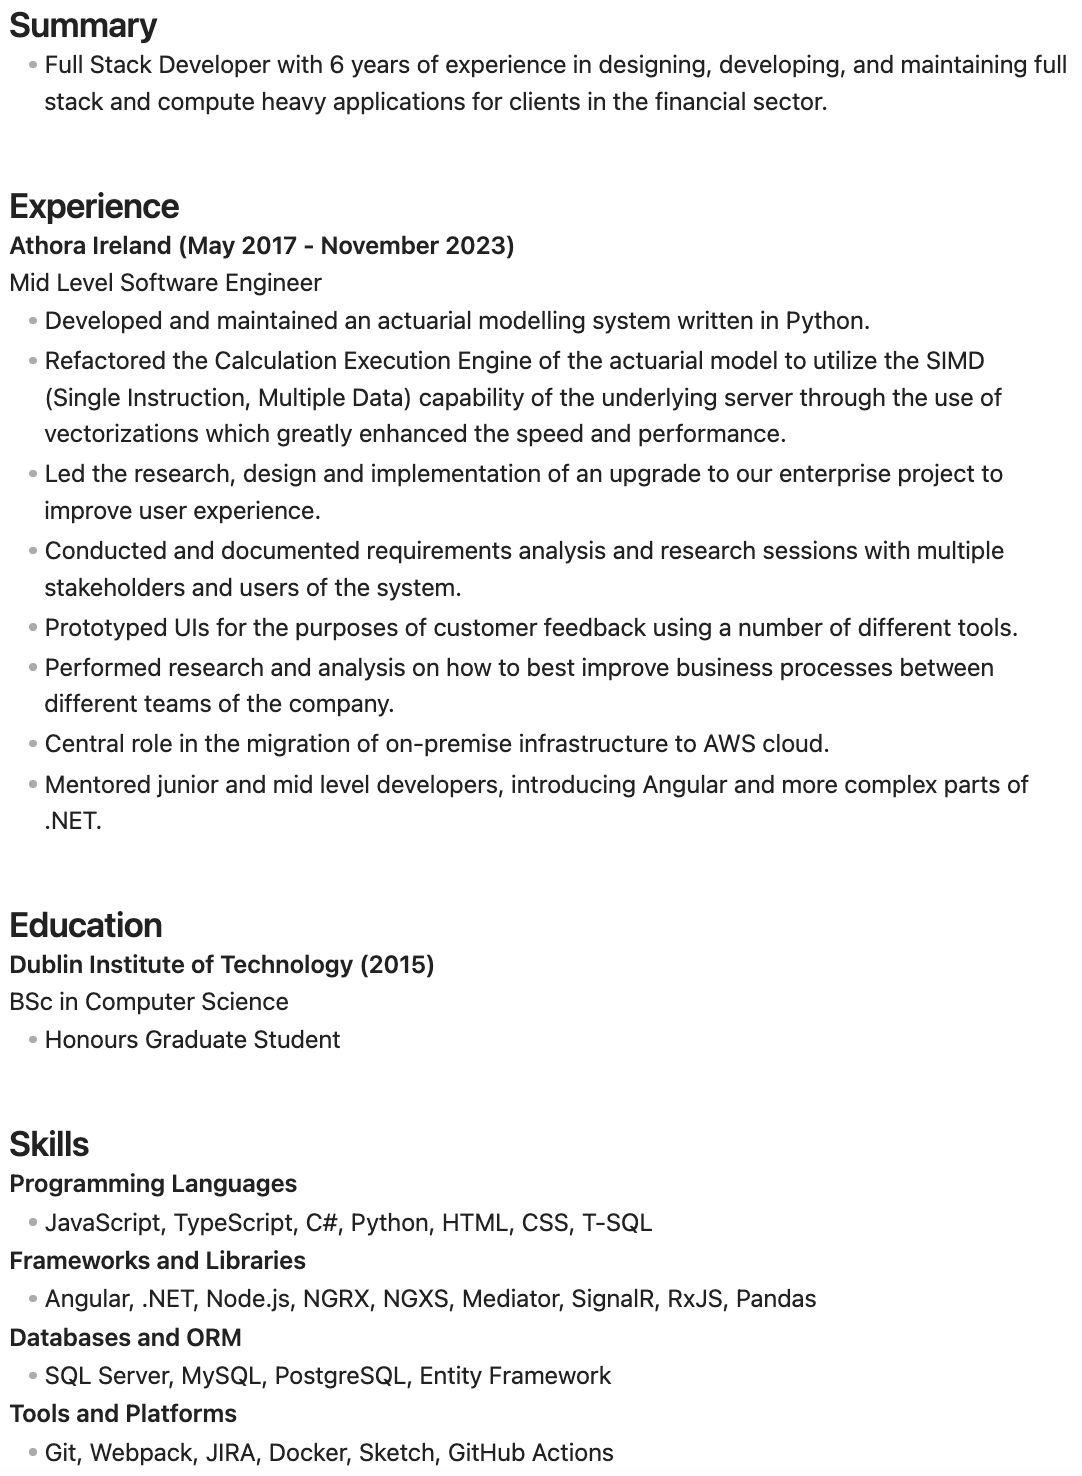 Summary
• Full Stack Developer with 6 years of experience in designing, developing, and maintaining full
stack and compute heavy applications for clients in the financial sector.
Experience
Athora Ireland (May 2017 - November 2023)
Mid Level Software Engineer
• Developed and maintained an actuarial modelling system written in Python.
• Refactored the Calculation Execution Engine of the actuarial model to utilize the SIMD
(Single Instruction, Multiple Data) capability of the underlying server through the use of
vectorizations which greatly enhanced the speed and performance.
• Led the research, design and implementation of an upgrade to our enterprise project to
improve user experience.
• Conducted and documented requirements analysis and research sessions with multiple
stakeholders and users of the system.
• Prototyped UIs for the purposes of customer feedback using a number of different tools.
• Performed research and analysis on how to best improve business processes between
different teams of the company.
• Central role in the migration of on-premise infrastructure to AWS cloud.
• Mentored junior and mid level developers, introducing Angular and more complex parts of
.NET.
Education
Dublin Institute of Technology (2015)
BSc in Computer Science
• Honours Graduate Student
Skills
Programming Languages
• JavaScript, TypeScript, C#, Python, HTML, CSS, T-SQL
Frameworks and Libraries
• Angular, .NET, Node.js, NGRX, NGXS, Mediator, SignalR, RxJS, Pandas
Databases and ORM
• SQL Server, MySQL, PostgreSQL, Entity Framework
Tools and Platforms
• Git, Webpack, JIRA, Docker, Sketch, GitHub Actions